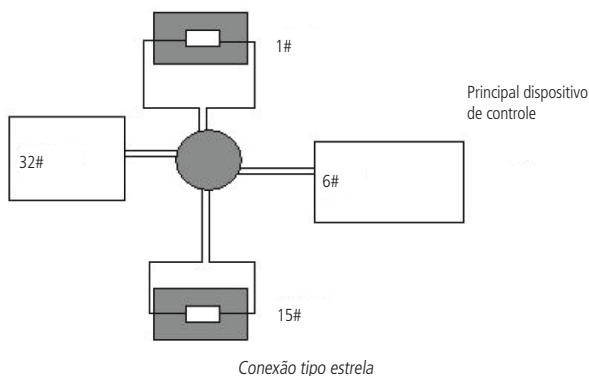 1#
Principal dispositivo
de controle
32#
6#
15#
Conexão tipo estrela